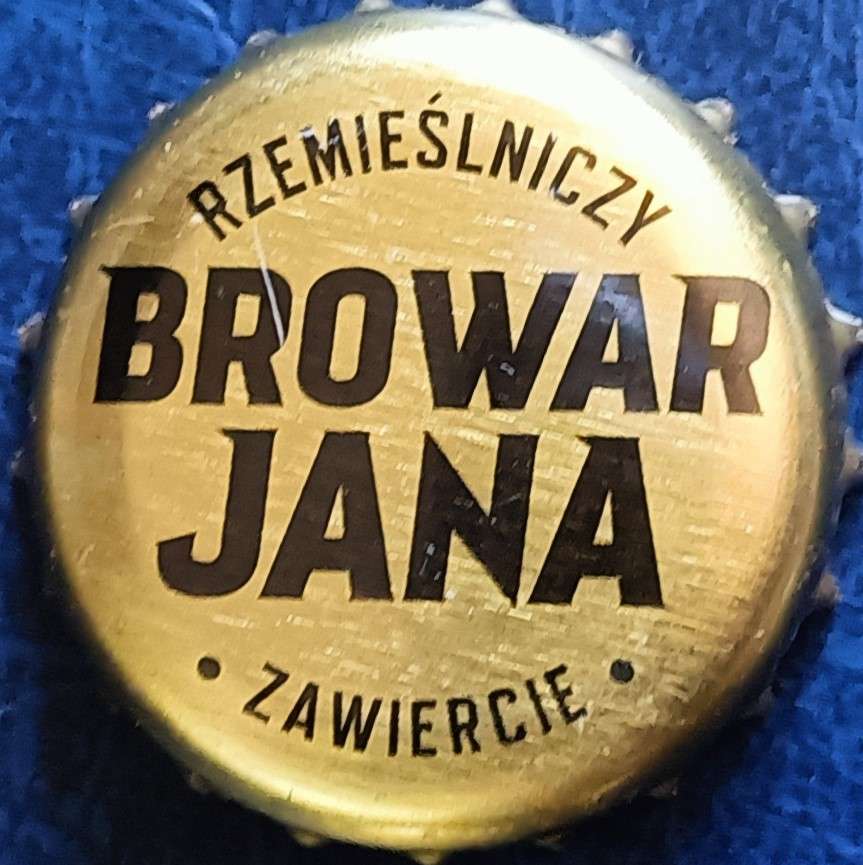 RZEMIEŚLNICZY
BROWAR
JANA
• ZAWIERCIE •